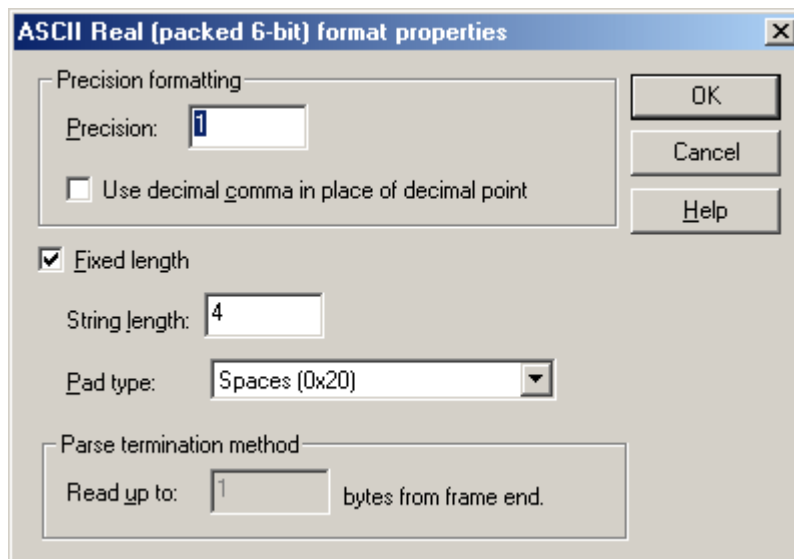 ASCII Real (packed 6-bit) format properties
Precision formatting
Precision: 1
Use decimal comma in place of decimal point
OK
Cancel
Help
Fixed length
String length: 4
Pad type: Spaces (0x20)
Parse termination method
Read up to: 1 bytes from frame end.